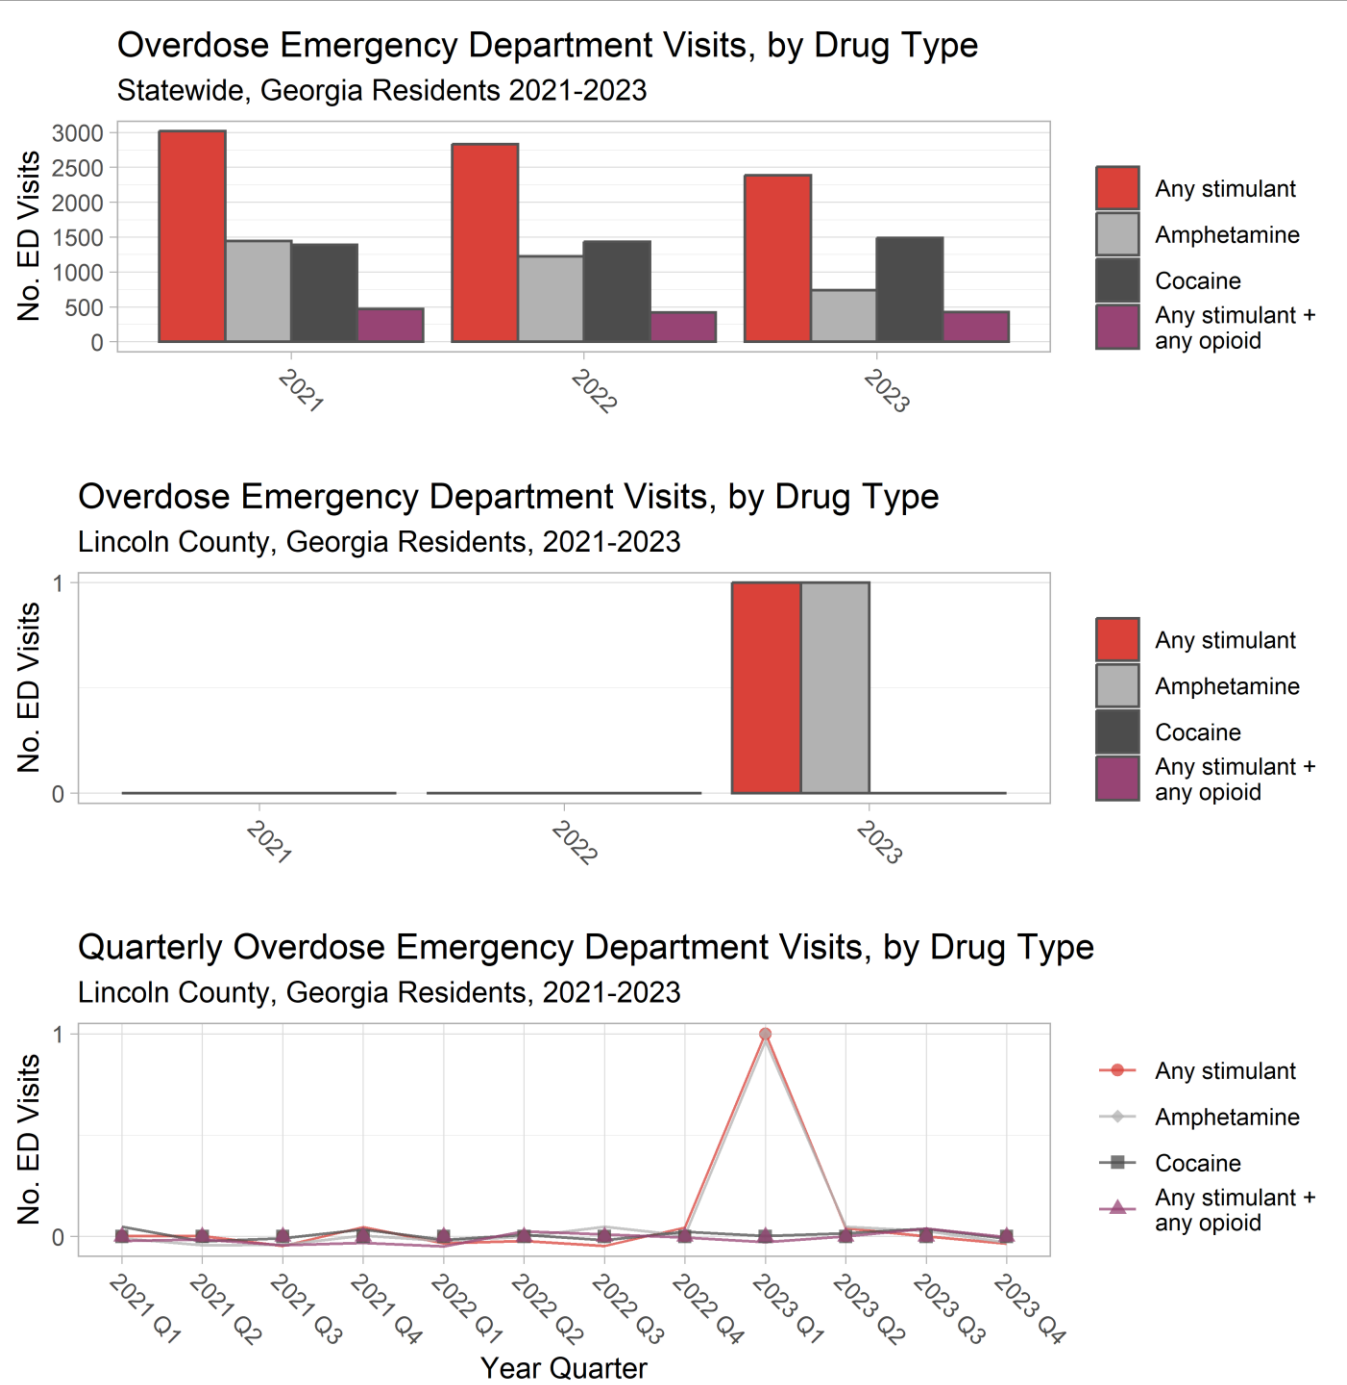 Overdose Emergency Department Visits, by Drug Type
Statewide, Georgia Residents 2021-2023
No. ED Visits
3000
2500
2000
1500
1000
500
0
2021
2022
2023
Any stimulant
Amphetamine
Cocaine
Any stimulant +
any opioid
Overdose Emergency Department Visits, by Drug Type
Lincoln County, Georgia Residents, 2021-2023
No. ED Visits
1
0
2021
2022
2023
Any stimulant
Amphetamine
Cocaine
Any stimulant +
any opioid
Quarterly Overdose Emergency Department Visits, by Drug Type
Lincoln County, Georgia Residents, 2021-2023
No. ED Visits
1
0
2021 Q1
2021 Q2
2021 Q3
2021 Q4
2022 Q1
2022 Q2
2022 Q3
2022 Q4
2023 Q1
2023 Q2
2023 Q3
2023 Q4
Year Quarter
Any stimulant
Amphetamine
Cocaine
Any stimulant +
any opioid